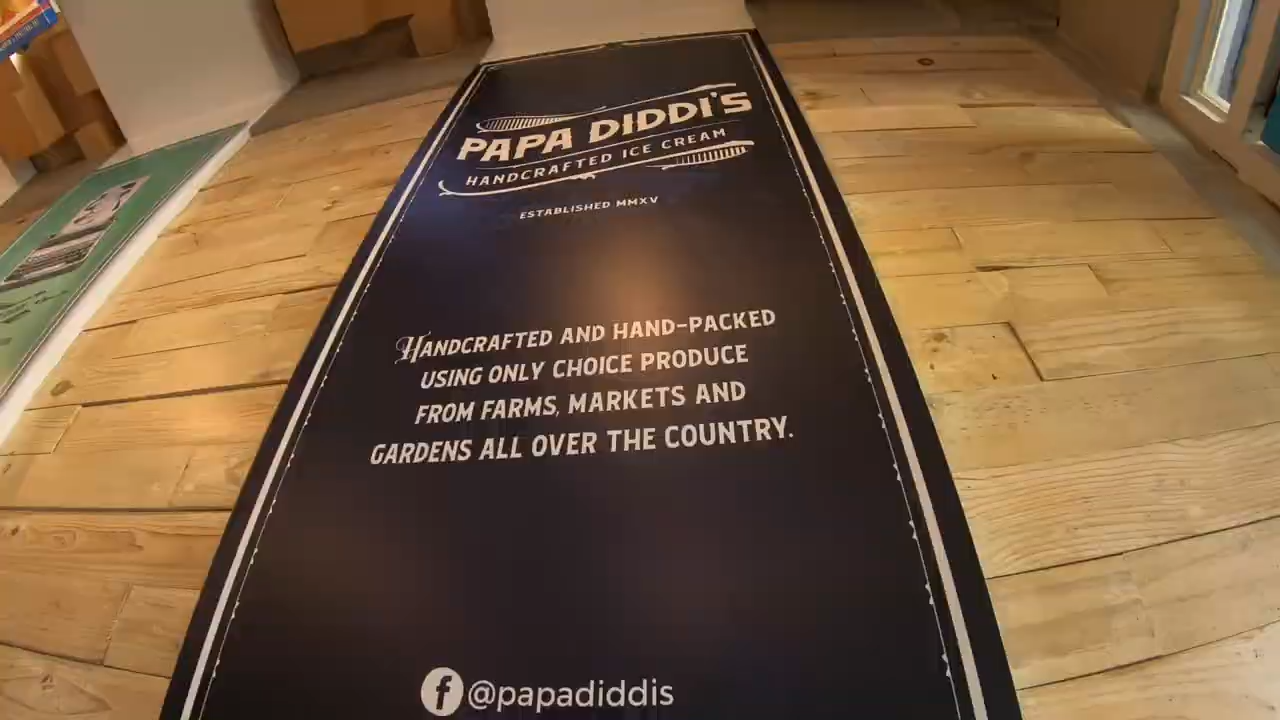 PAPA DIDDI'S
HANDCRAFTED ICE CREAM
ESTABLISHED MMXV
HANDCRAFTED AND HAND-PACKED
USING ONLY CHOICE PRODUCE
FROM FARMS, MARKETS AND
GARDENS ALL OVER THE COUNTRY.
f @papadiddis